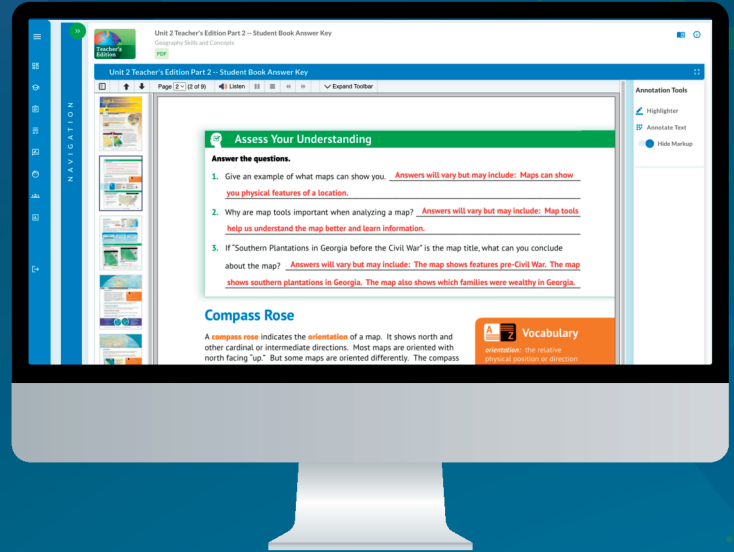 Unit 2 Teacher's Edition Part 2 -- Student Book Answer Key
Geography Skills and Concepts
PDF
Teacher's
Edition
Unit 2 Teacher's Edition Part 2 -- Student Book Answer Key
Page 2 (2 of 9) Listen Expand Toolbar
NAVIGATION
Assess Your Understanding
Answer the questions.
1. Give an example of what maps can show you. Answers will vary but may include: Maps can show
you physical features of a location.
2. Why are map tools important when analyzing a map? Answers will vary but may include: Map tools
help us understand the map better and learn information.
3. If "Southern Plantations in Georgia before the Civil War" is the map title, what can you conclude
about the map? Answers will vary but may include: The map shows features pre-Civil War. The map
shows southern plantations in Georgia. The map also shows which families were wealthy in Georgia.
Compass Rose
A compass rose indicates the orientation of a map. It shows north and
other cardinal or intermediate directions. Most maps are oriented with
north facing "up." But some maps are oriented differently. The compass
A Z Vocabulary
orientation: the relative
physical position or direction
Annotation Tools
Highlighter
Annotate Text
Hide Markup